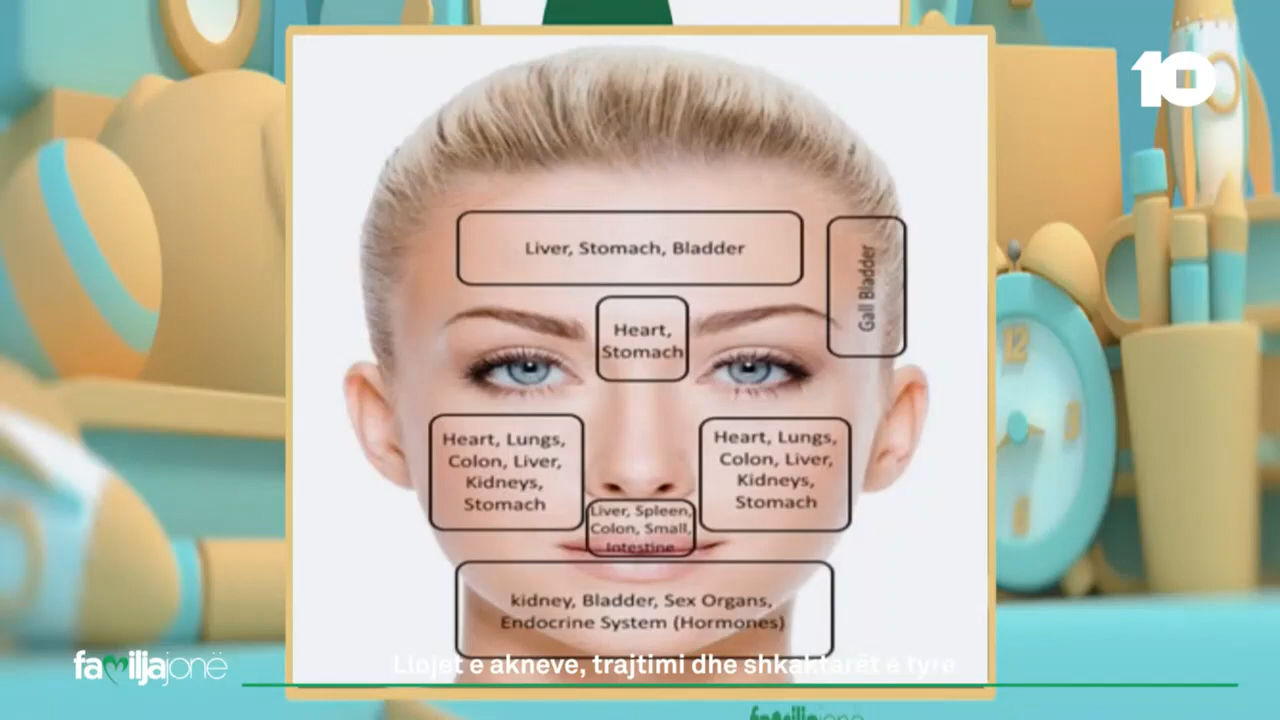 10
Liver, Stomach, Bladder
Gall Bladder
Heart,
Stomach
12
Heart, Lungs,
Colon, Liver,
Kidneys,
Stomach
Heart, Lungs,
Colon, Liver,
Kidneys,
Stomach
Liver, Spleen,
Colon, Small,
Intestine
kidney, Bladder, Sex Organs,
Endocrine System (Hormones)
familjajonë
Llojet e akneve, trajtimi dhe shkaktarët e tyre
familjajonë